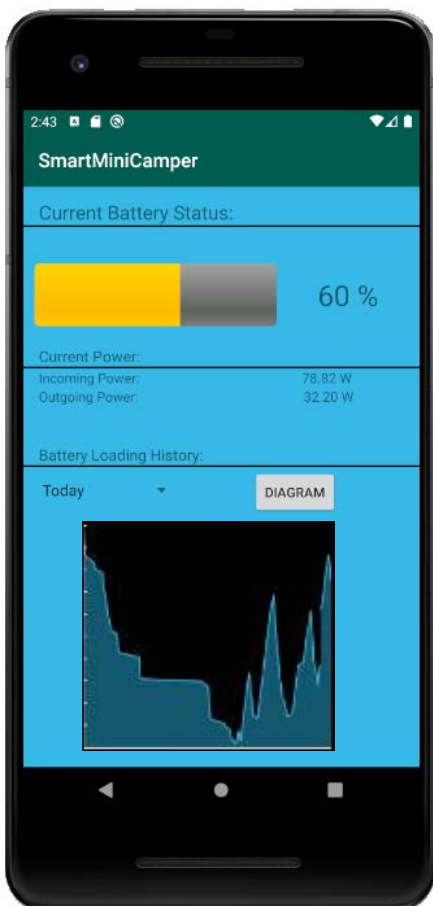 2:43
SmartMiniCamper
Current Battery Status:
60 %
Current Power:
Incoming Power: 78.82 W
Outgoing Power: 32.20 W
Battery Loading History:
Today DIAGRAM